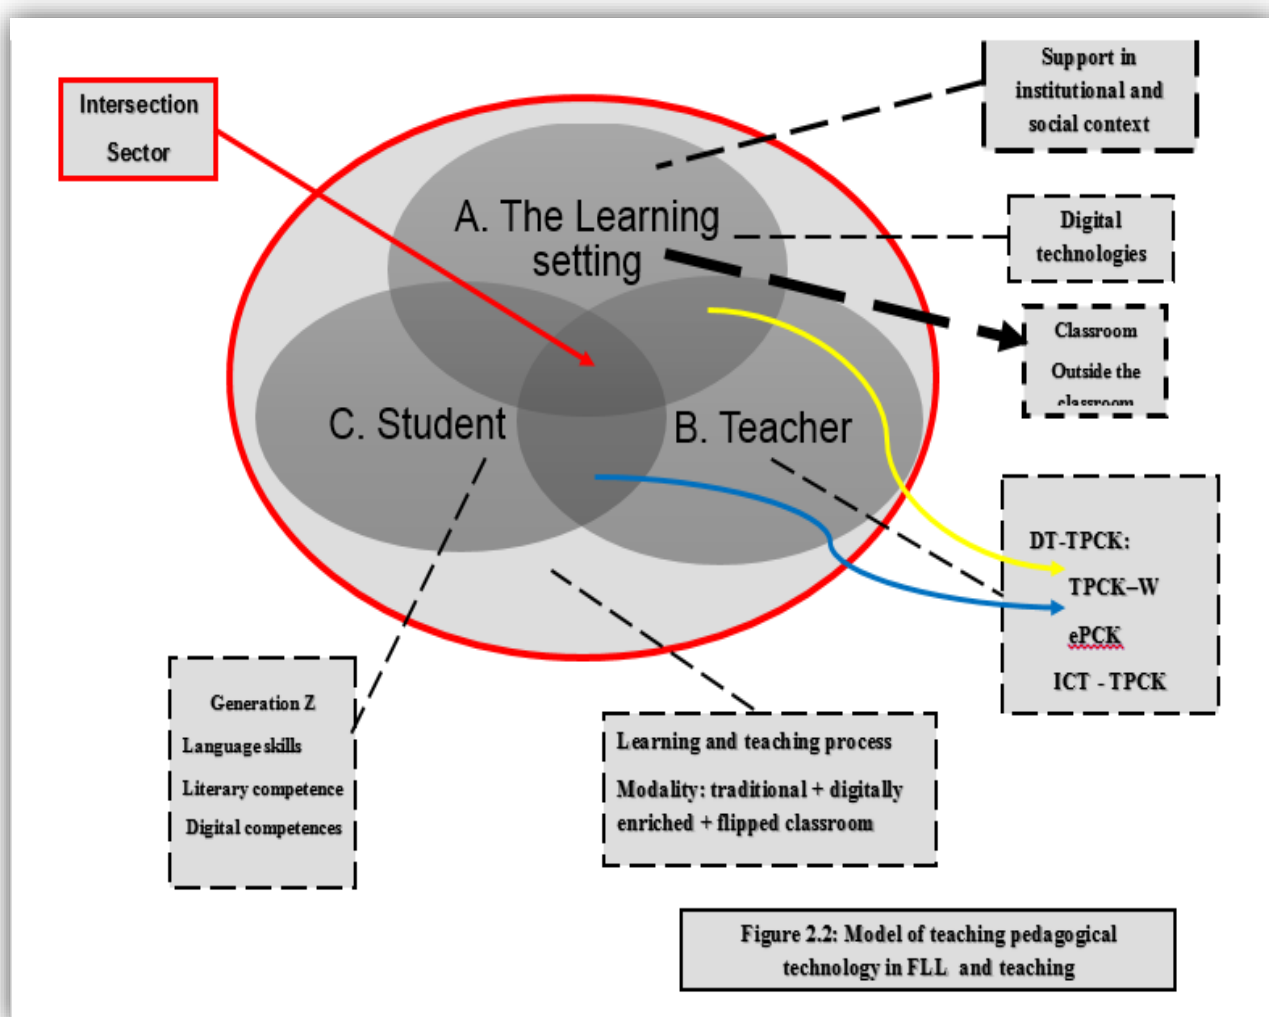 Support in
institutional and
social context
Intersection
Sector
A. The Learning
setting
Digital
technologies
Classroom
Outside the
classroom
C. Student
B. Teacher
DT-TPCK:
TPCK–W
ePCK
ICT - TPCK
Generation Z
Language skills
Literary competence
Digital competences
Learning and teaching process
Modality: traditional + digitally
enriched + flipped classroom
Figure 2.2: Model of teaching pedagogical
technology in FLL and teaching